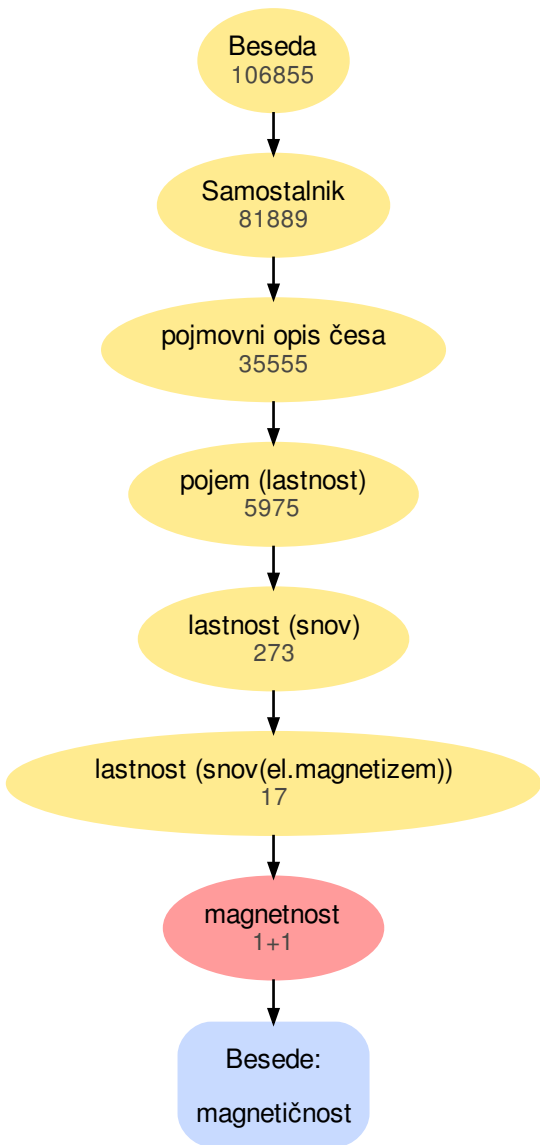 Beseda
106855
Samostalnik
81889
pojmovni opis česa
35555
pojem (lastnost)
5975
lastnost (snov)
273
lastnost (snov(el.magnetizem))
17
magnetnost
1+1
Besede:
magnetičnost